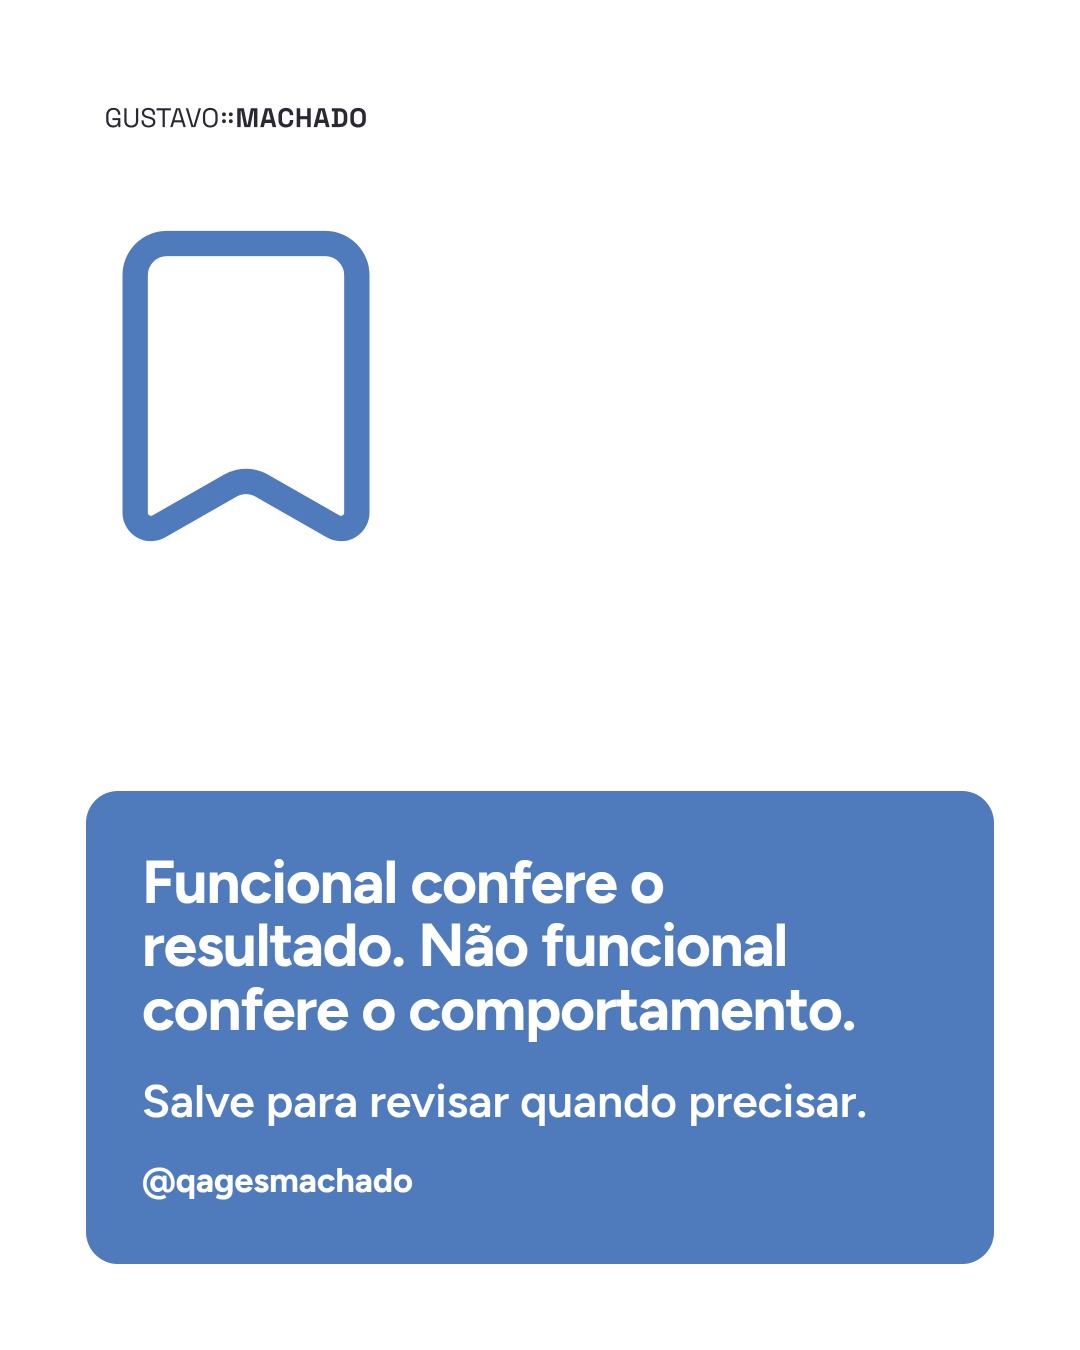 GUSTAVO::MACHADO
Funcional confere o
resultado. Não funcional
confere o comportamento.
Salve para revisar quando precisar.
@qagesmachado